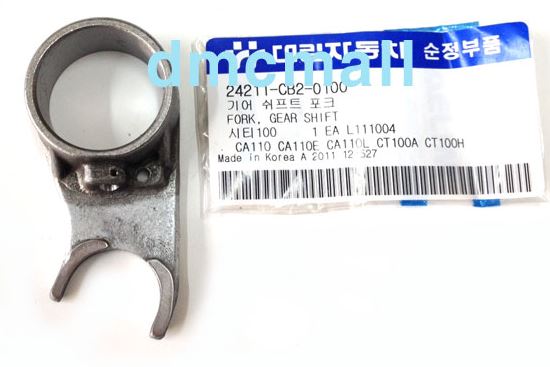 대림자동차 순정부품
dmcmall
24211-CB2-0100
기어 쉬프트 포크
FORK, GEAR SHIFT
시티100 1 EA L111004
CA110 CA110E CA110L CT100A CT100H
Made in Korea A 2011 12 527